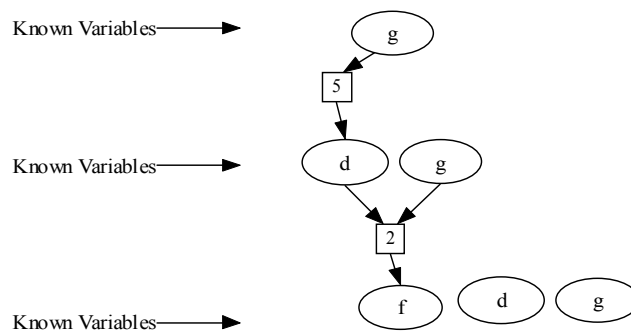 Known Variables g
5
Known Variables d g
2
Known Variables f d g